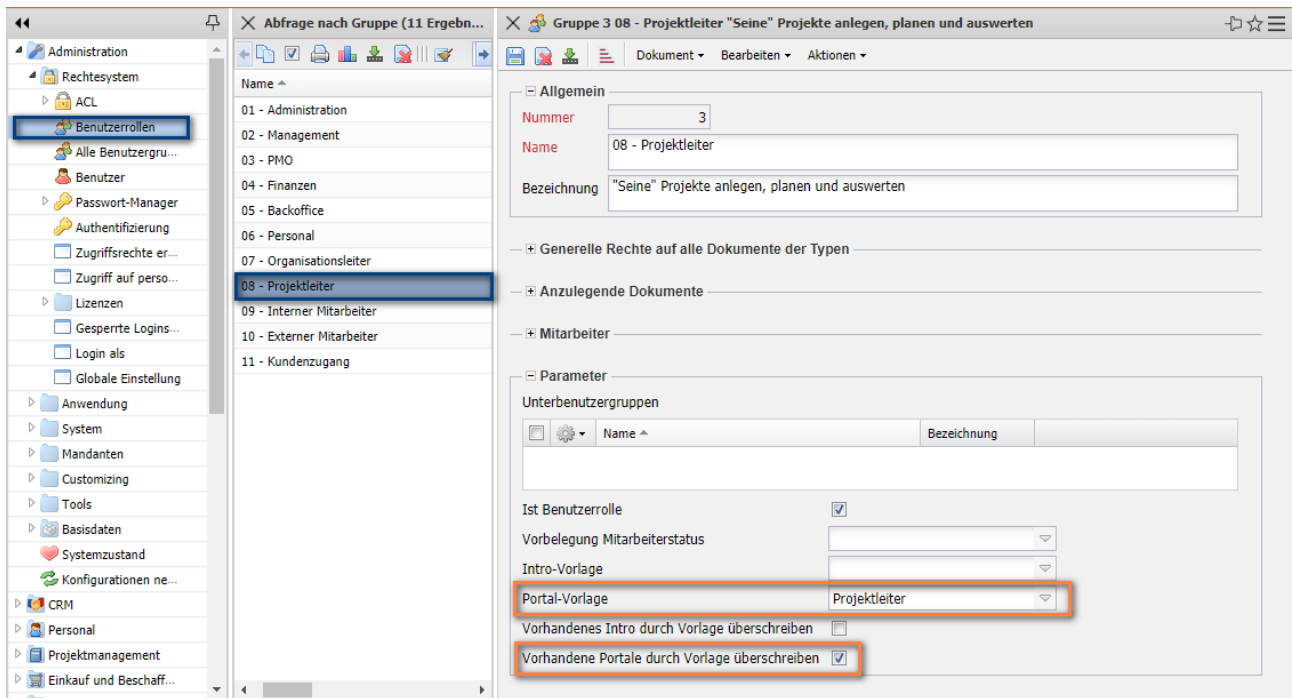 Administration
Rechtesystem
ACL
Benutzerrollen
Alle Benutzergru...
Benutzer
Passwort-Manager
Authentifizierung
Zugriffsrechte er...
Zugriff auf perso...
Lizenzen
Gesperrte Logins...
Login als
Globale Einstellung
Anwendung
System
Mandanten
Customizing
Tools
Basisdaten
Systemzustand
Konfigurationen ne...
CRM
Personal
Projektmanagement
Einkauf und Beschaff...
Abfrage nach Gruppe (11 Ergebn...
Name
01 - Administration
02 - Management
03 - PMO
04 - Finanzen
05 - Backoffice
06 - Personal
07 - Organisationsleiter
08 - Projektleiter
09 - Interner Mitarbeiter
10 - Externer Mitarbeiter
11 - Kundenzugang
Gruppe 3 08 - Projektleiter "Seine" Projekte anlegen, planen und auswerten
Dokument Bearbeiten Aktionen
Allgemein
Nummer 3
Name 08 - Projektleiter
Bezeichnung "Seine" Projekte anlegen, planen und auswerten
Generelle Rechte auf alle Dokumente der Typen
Anzulegende Dokumente
Mitarbeiter
Parameter
Unterbenutzergruppen
Name Bezeichnung
Ist Benutzerrolle
Vorbelegung Mitarbeiterstatus
Intro-Vorlage
Portal-Vorlage Projektleiter
Vorhandenes Intro durch Vorlage überschreiben
Vorhandene Portale durch Vorlage überschreiben